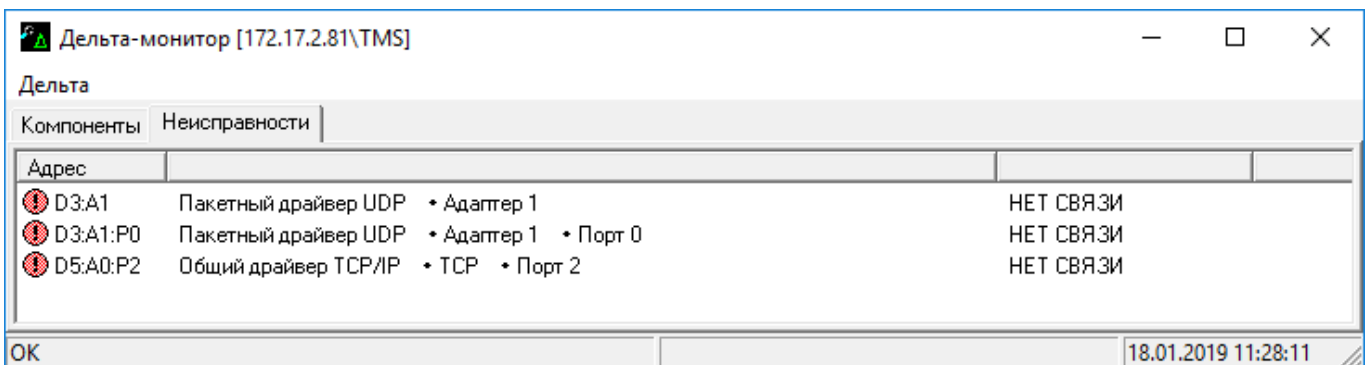 Дельта-монитор [172.17.2.81\TMS]
Дельта
Компоненты Неисправности
Адрес
D3:A1 Пакетный драйвер UDP • Адаптер 1 НЕТ СВЯЗИ
D3:A1:P0 Пакетный драйвер UDP • Адаптер 1 • Порт 0 НЕТ СВЯЗИ
D5:A0:P2 Общий драйвер TCP/IP • TCP • Порт 2 НЕТ СВЯЗИ
OK 18.01.2019 11:28:11